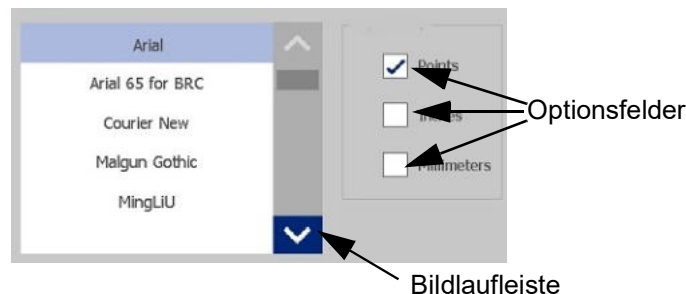 Arial
Arial 65 for BRC
Courier New
Malgun Gothic
MingLiU
Points
Inches
Millimeters
Optionsfelder
Bildlaufleiste